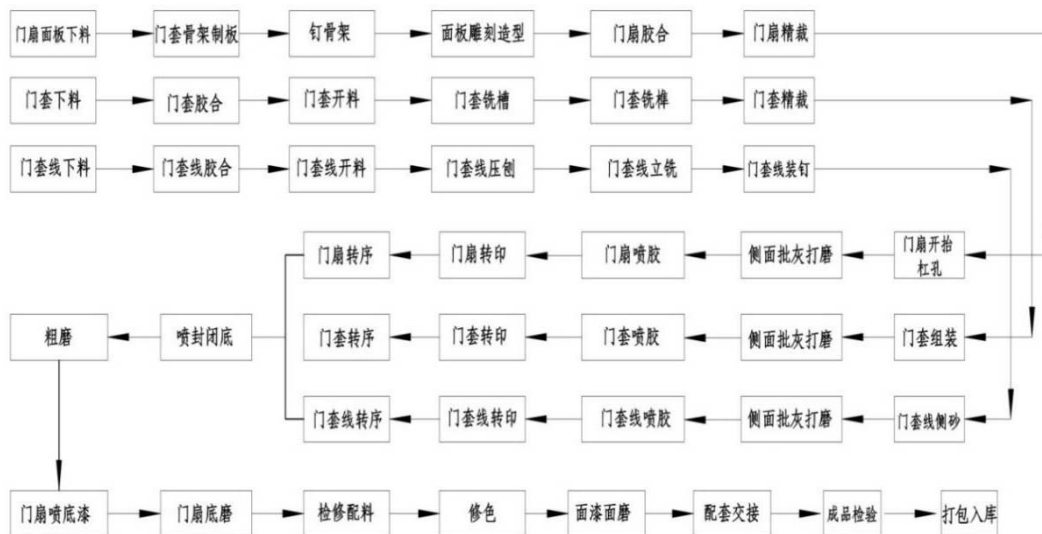 门扇面板下料
门套骨架制板
钉骨架
面板雕刻造型
门扇胶合
门扇精裁
门套下料
门套胶合
门套开料
门套铣槽
门套铣榫
门套精裁
门套线下料
门套线胶合
门套线开料
门套线压刨
门套线立铣
门套线装钉
门扇转序
门扇转印
门扇喷胶
侧面批灰打磨
门扇开抬
杠孔
粗磨
喷封闭底
门套转序
门套转印
门套喷胶
侧面批灰打磨
门套组装
门套线转序
门套线转印
门套线喷胶
侧面批灰打磨
门套线侧砂
门扇喷底漆
门扇底磨
检修配料
修色
面漆面磨
配套交接
成品检验
打包入库